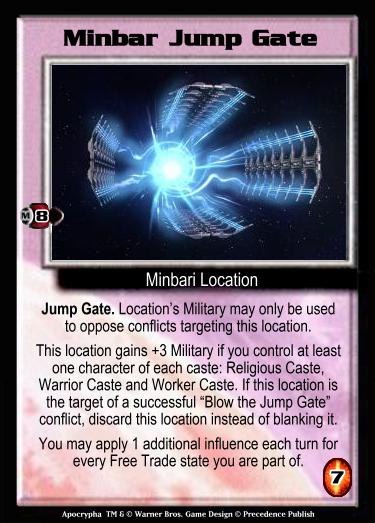 Minbar Jump Gate
M 8
Minbari Location
Jump Gate. Location's Military may only be used
to oppose conflicts targeting this location.
This location gains +3 Military if you control at least
one character of each caste: Religious Caste,
Warrior Caste and Worker Caste. If this location is
the target of a successful “Blow the Jump Gate”
conflict, discard this location instead of blanking it.
You may apply 1 additional influence each turn for
every Free Trade state you are part of.
7
Apocrypha TM & © Warner Bros. Game Design © Precedence Publish